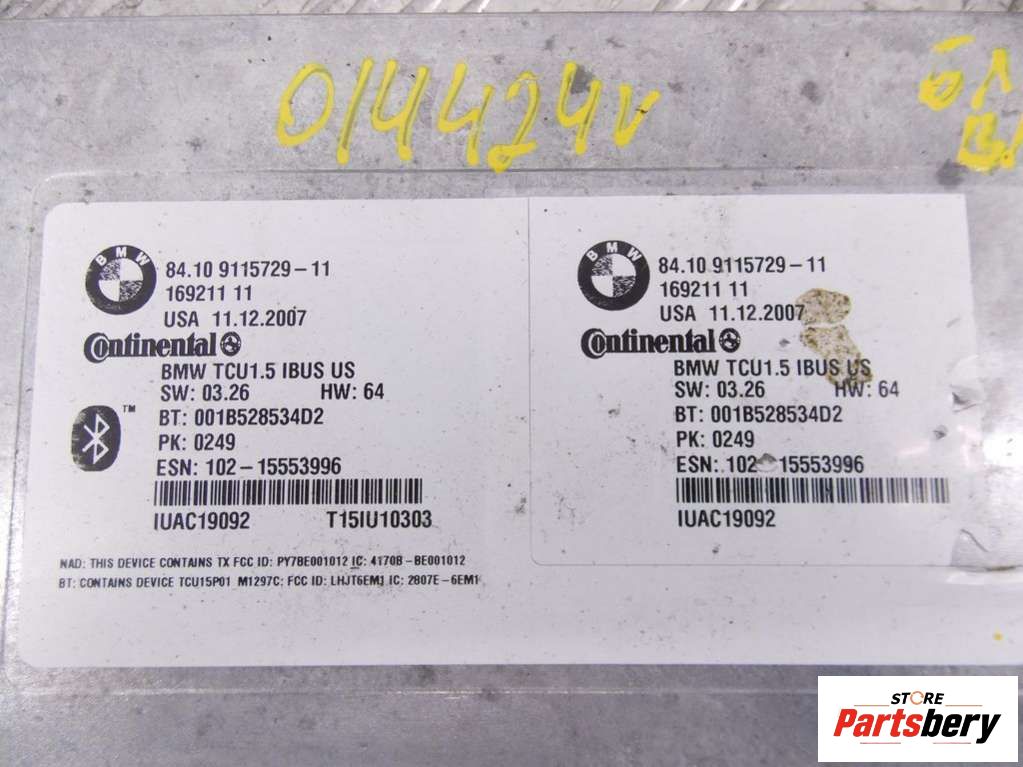 014424V
BMW
84.10 9115729-11
169211 11
USA 11.12.2007
Continental
BMW TCU1.5 IBUS US
SW: 03.26 HW: 64
™
BT: 001B528534D2
PK: 0249
ESN: 102-15553996
IUAC19092 T15IU10303
NAD: THIS DEVICE CONTAINS TX FCC ID: PY7BE001012 IC: 4170B-BE001012
BT: CONTAINS DEVICE TCU15P01 M1297C; FCC ID: LHJT6EM1 IC: 2807E-6EM1
BMW
84.10 9115729-11
169211 11
USA 11.12.2007
Continental
BMW TCU1.5 IBUS US
SW: 03.26 HW: 64
BT: 001B528534D2
PK: 0249
ESN: 102-15553996
IUAC19092
STORE
Partsbery